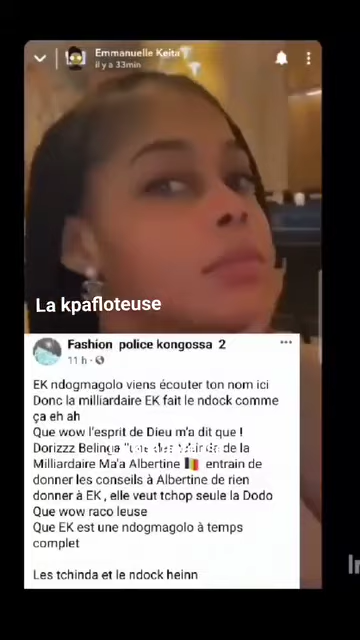 Emmanuelle Keita
il y a 33min
La kpafloteuse
Fashion police kongossa 2
11 h
EK ndogmagolo viens écouter ton nom ici
Donc la milliardaire EK fait le ndock comme
ça eh ah
Que wow l'esprit de Dieu m'a dit que !
Dorizzz Belinga de la
Milliardaire Ma'a Albertine entrain de
donner les conseils à Albertine de rien
donner à EK , elle veut tchop seule la Dodo
Que wow raco leuse
Que EK est une ndogmagolo à temps
complet
Les tchinda et le ndock heinn